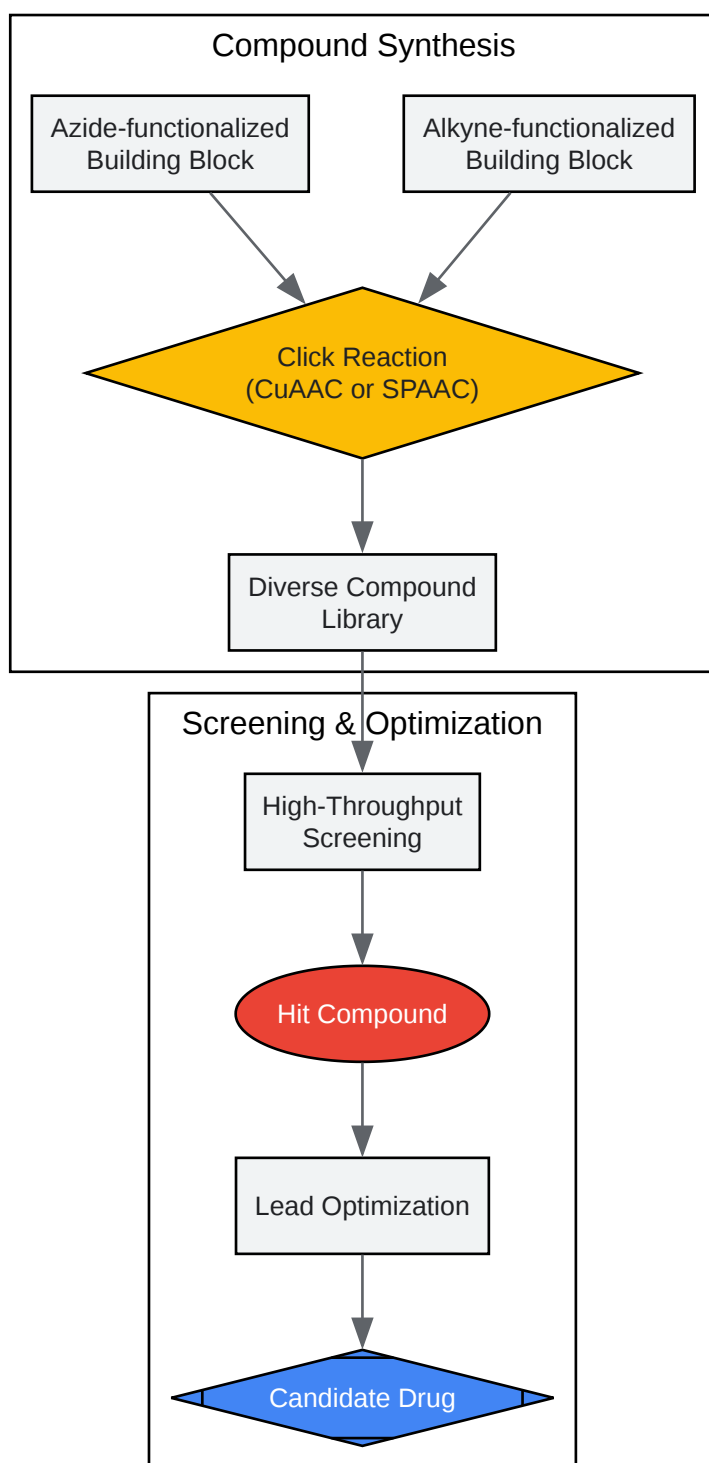 Compound Synthesis
Azide-functionalized
Building Block
Alkyne-functionalized
Building Block
Click Reaction
(CuAAC or SPAAC)
Diverse Compound
Library
Screening & Optimization
High-Throughput
Screening
Hit Compound
Lead Optimization
Candidate Drug